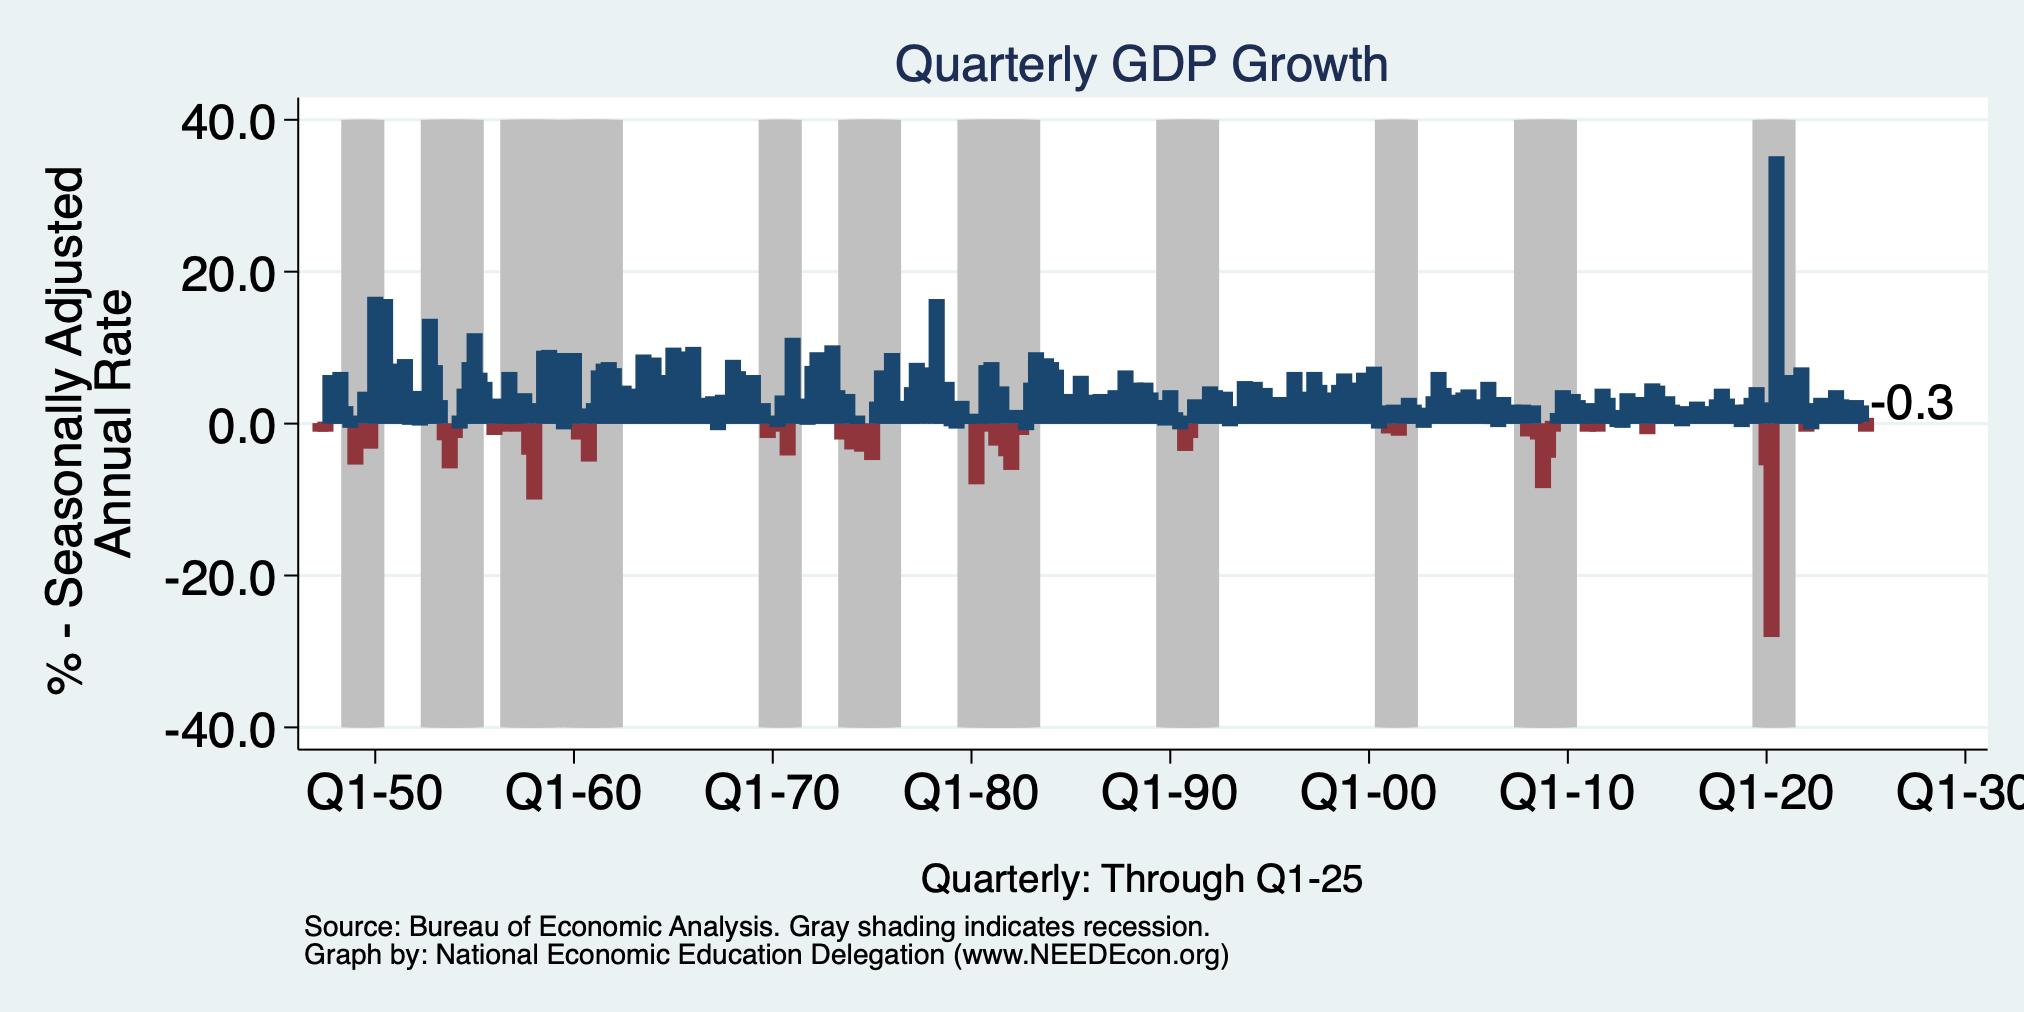 Quarterly GDP Growth
% - Seasonally Adjusted
Annual Rate
40.0
20.0
0.0
-20.0
-40.0
-0.3
Q1-50 Q1-60 Q1-70 Q1-80 Q1-90 Q1-00 Q1-10 Q1-20 Q1-30
Quarterly: Through Q1-25
Source: Bureau of Economic Analysis. Gray shading indicates recession.
Graph by: National Economic Education Delegation (www.NEEDEcon.org)